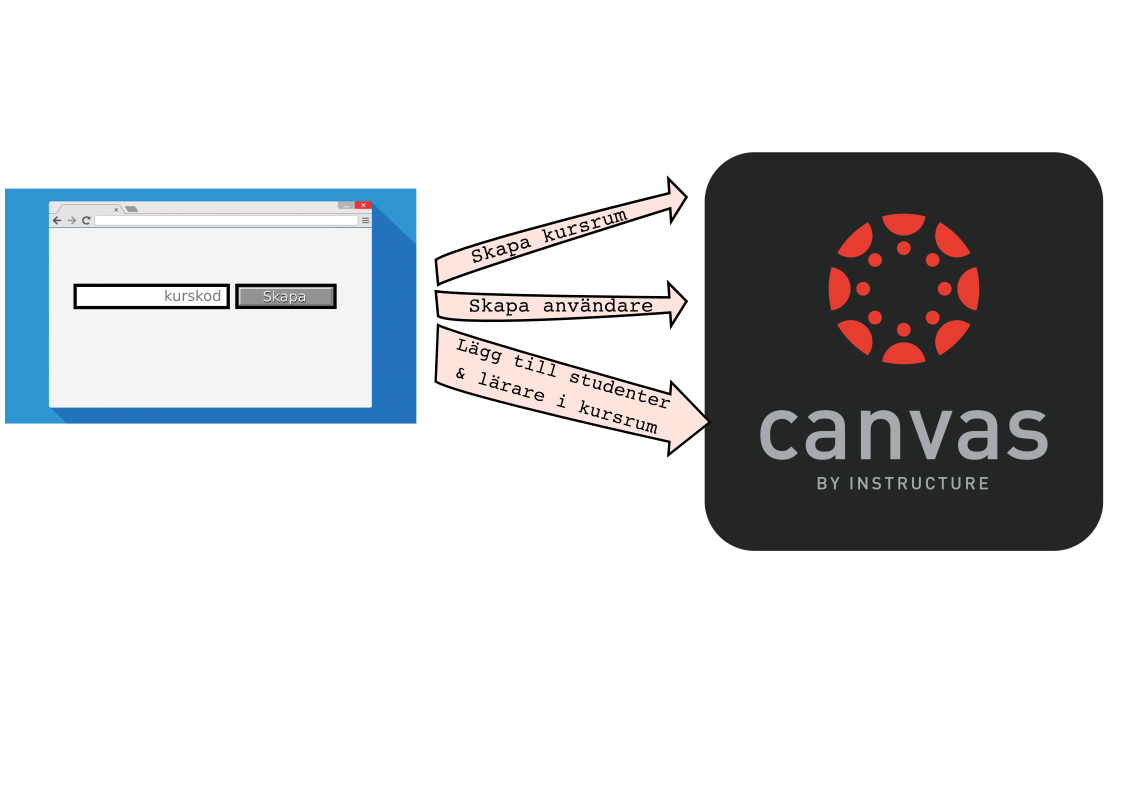 kurskod
Skapa
Skapa kursrum
Skapa användare
Lägg till studenter
& lärare i kursrum
canvas
BY INSTRUCTURE